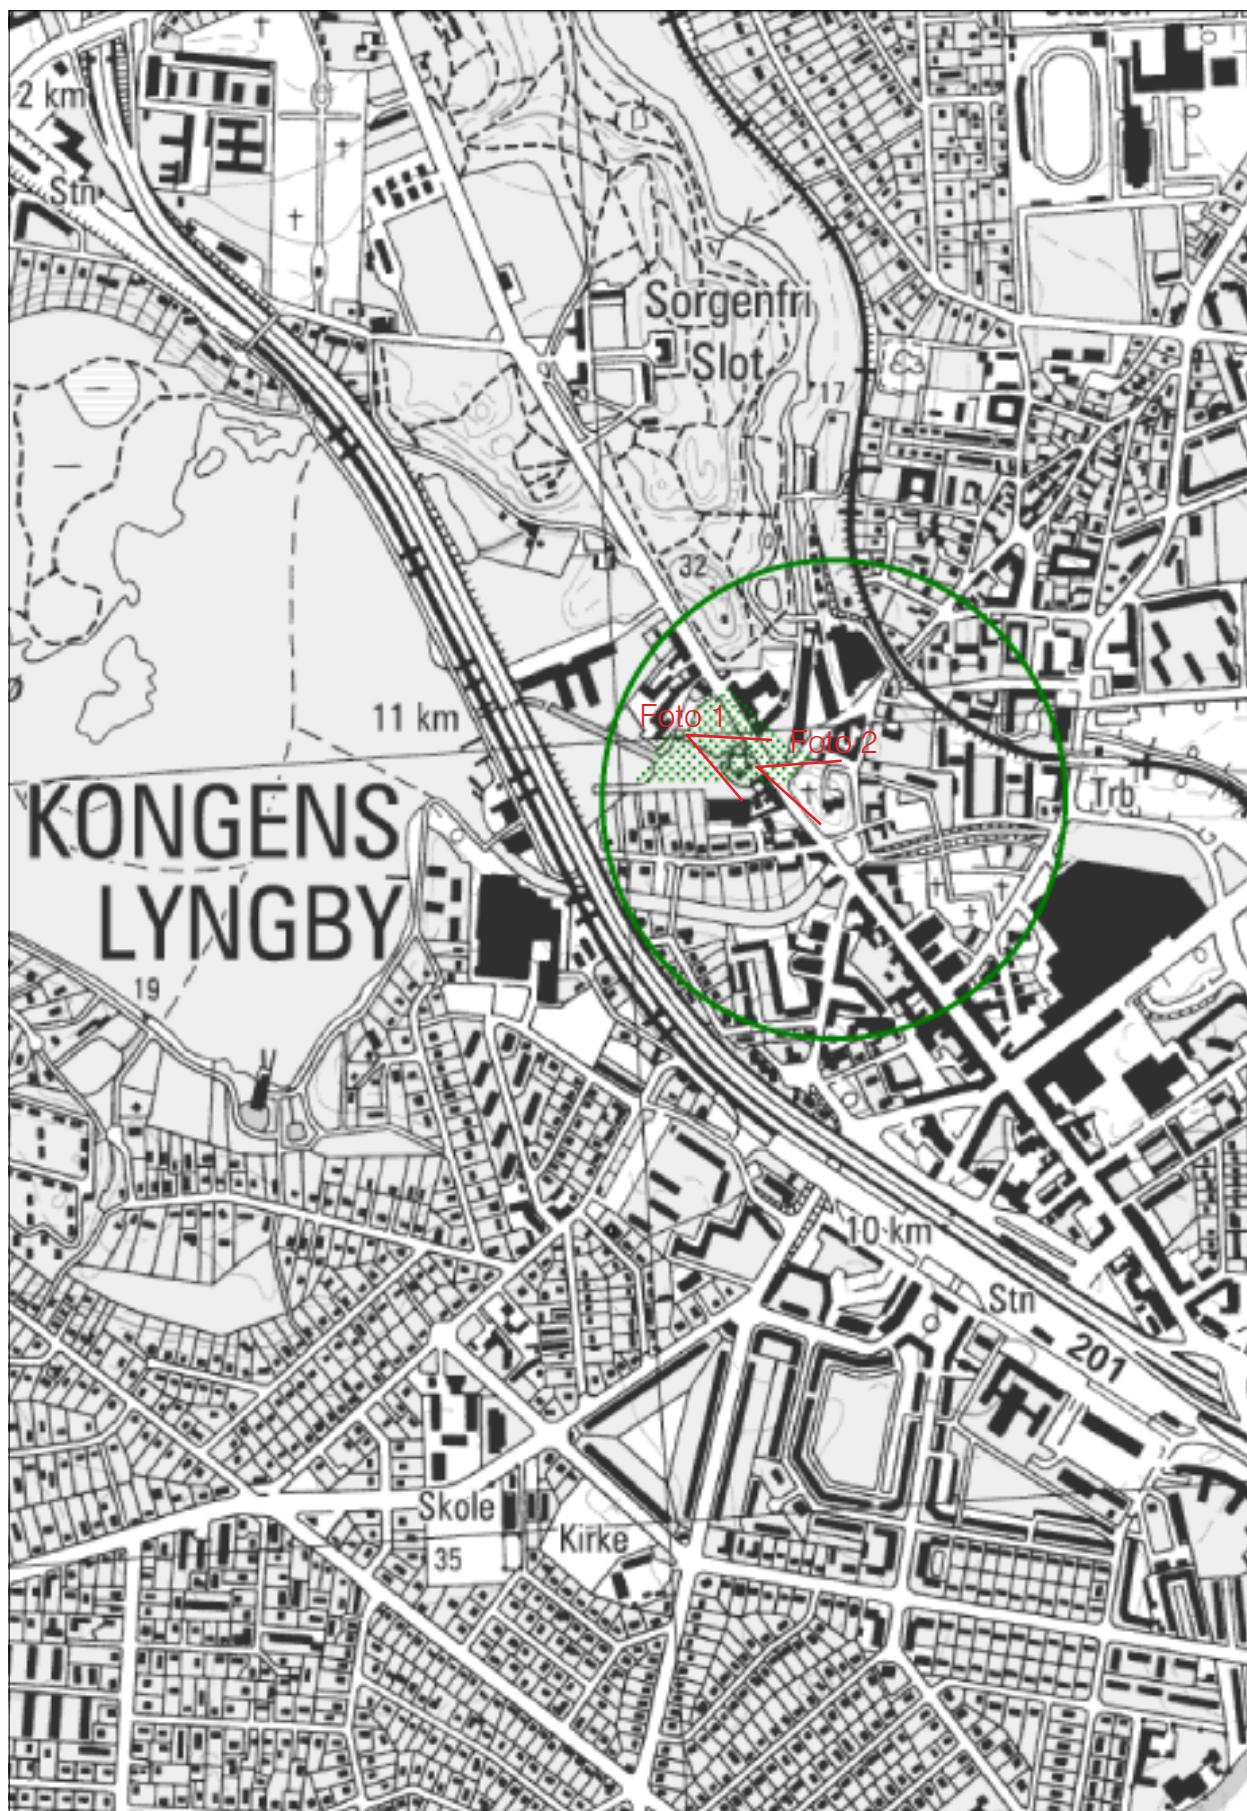 2 km
Stn
Sorgenfri
Slot
17
32
11 km
Foto 1
Foto 2
Trb
KONGENS
LYNGBY
19
10 km
Stn
201
Skole
Kirke
35